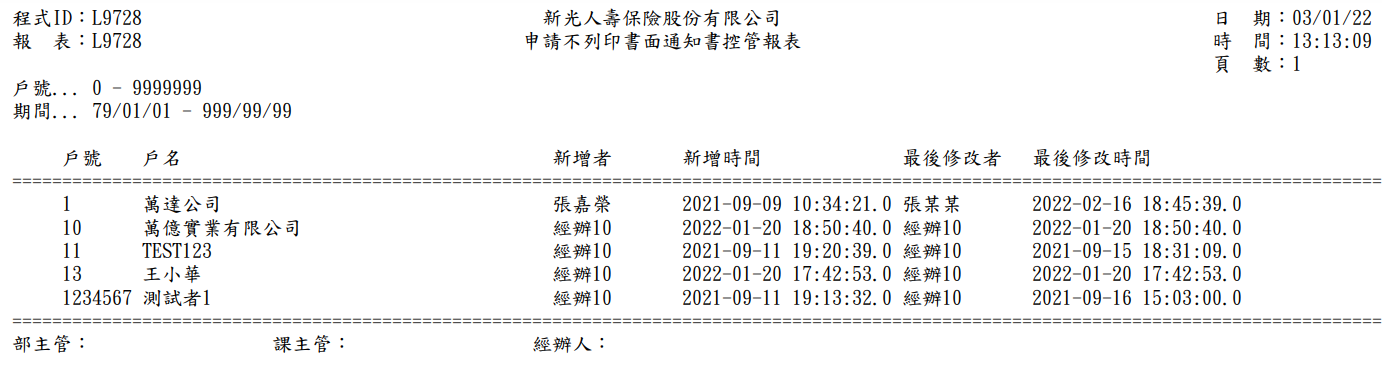 程式ID：L9728 新光人壽保險股份有限公司 日　期：03/01/22
報　表：L9728 申請不列印書面通知書控管報表 時　間：13:13:09
頁　數：1
戶號... 0 - 9999999
期間... 79/01/01 - 999/99/99
戶號 戶名 新增者 新增時間 最後修改者 最後修改時間
1 萬達公司 張嘉榮 2021-09-09 10:34:21.0 張某某 2022-02-16 18:45:39.0
10 萬億實業有限公司 經辦10 2022-01-20 18:50:40.0 經辦10 2022-01-20 18:50:40.0
11 TEST123 經辦10 2021-09-11 19:20:39.0 經辦10 2021-09-15 18:31:09.0
13 王小華 經辦10 2022-01-20 17:42:53.0 經辦10 2022-01-20 17:42:53.0
1234567 測試者1 經辦10 2021-09-11 19:13:32.0 經辦10 2021-09-16 15:03:00.0
部主管： 課主管： 經辦人：